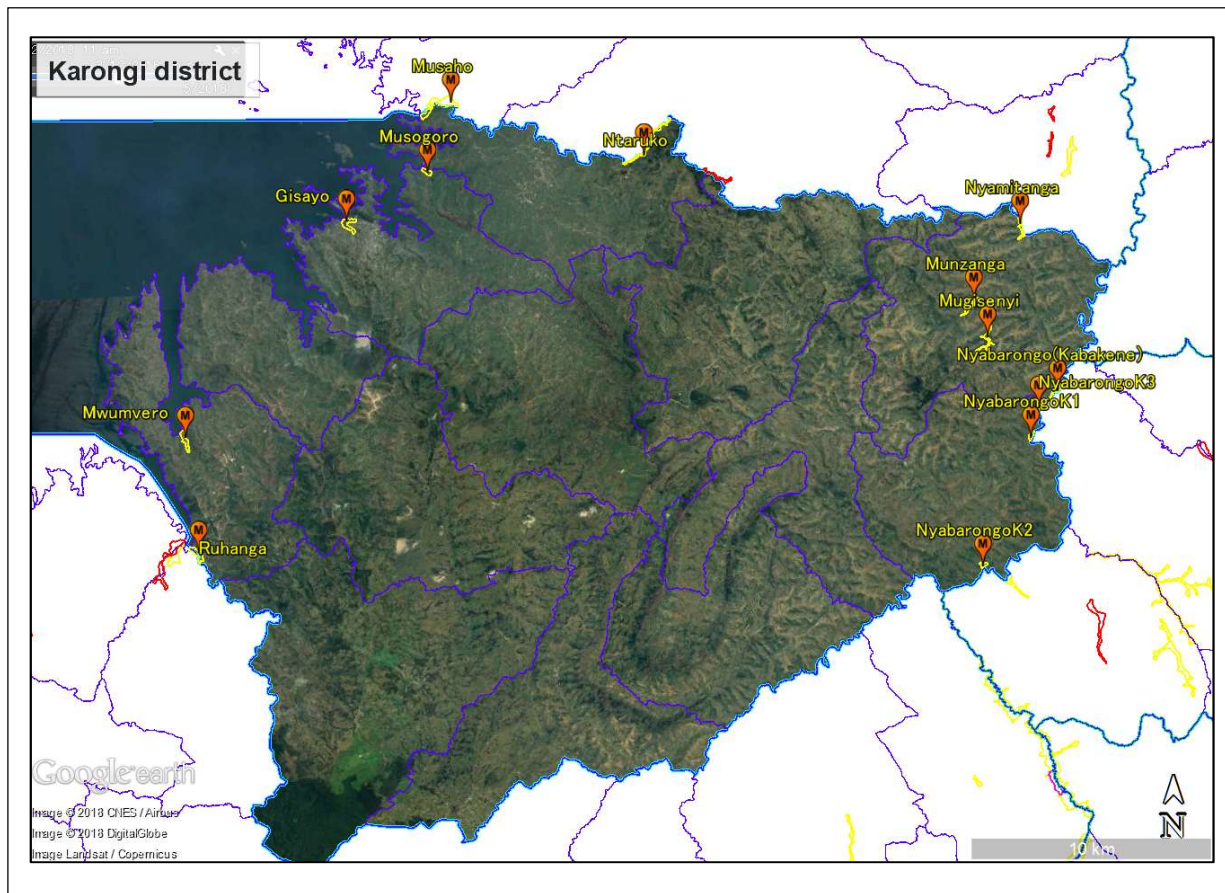 Karongi district
Musaho
Musogoro
Ntaruko
Gisayo
Nyamitanga
Munzanga
Mugisenyi
Nyabarongo(Kabakene)
NyabarongoK3
NyabarongoK1
Mwumvero
NyabarongoK2
Ruhanga
Google earth
Image © 2018 CNES / Airbus
Image © 2018 DigitalGlobe
Image Landsat / Copernicus
N
10 km